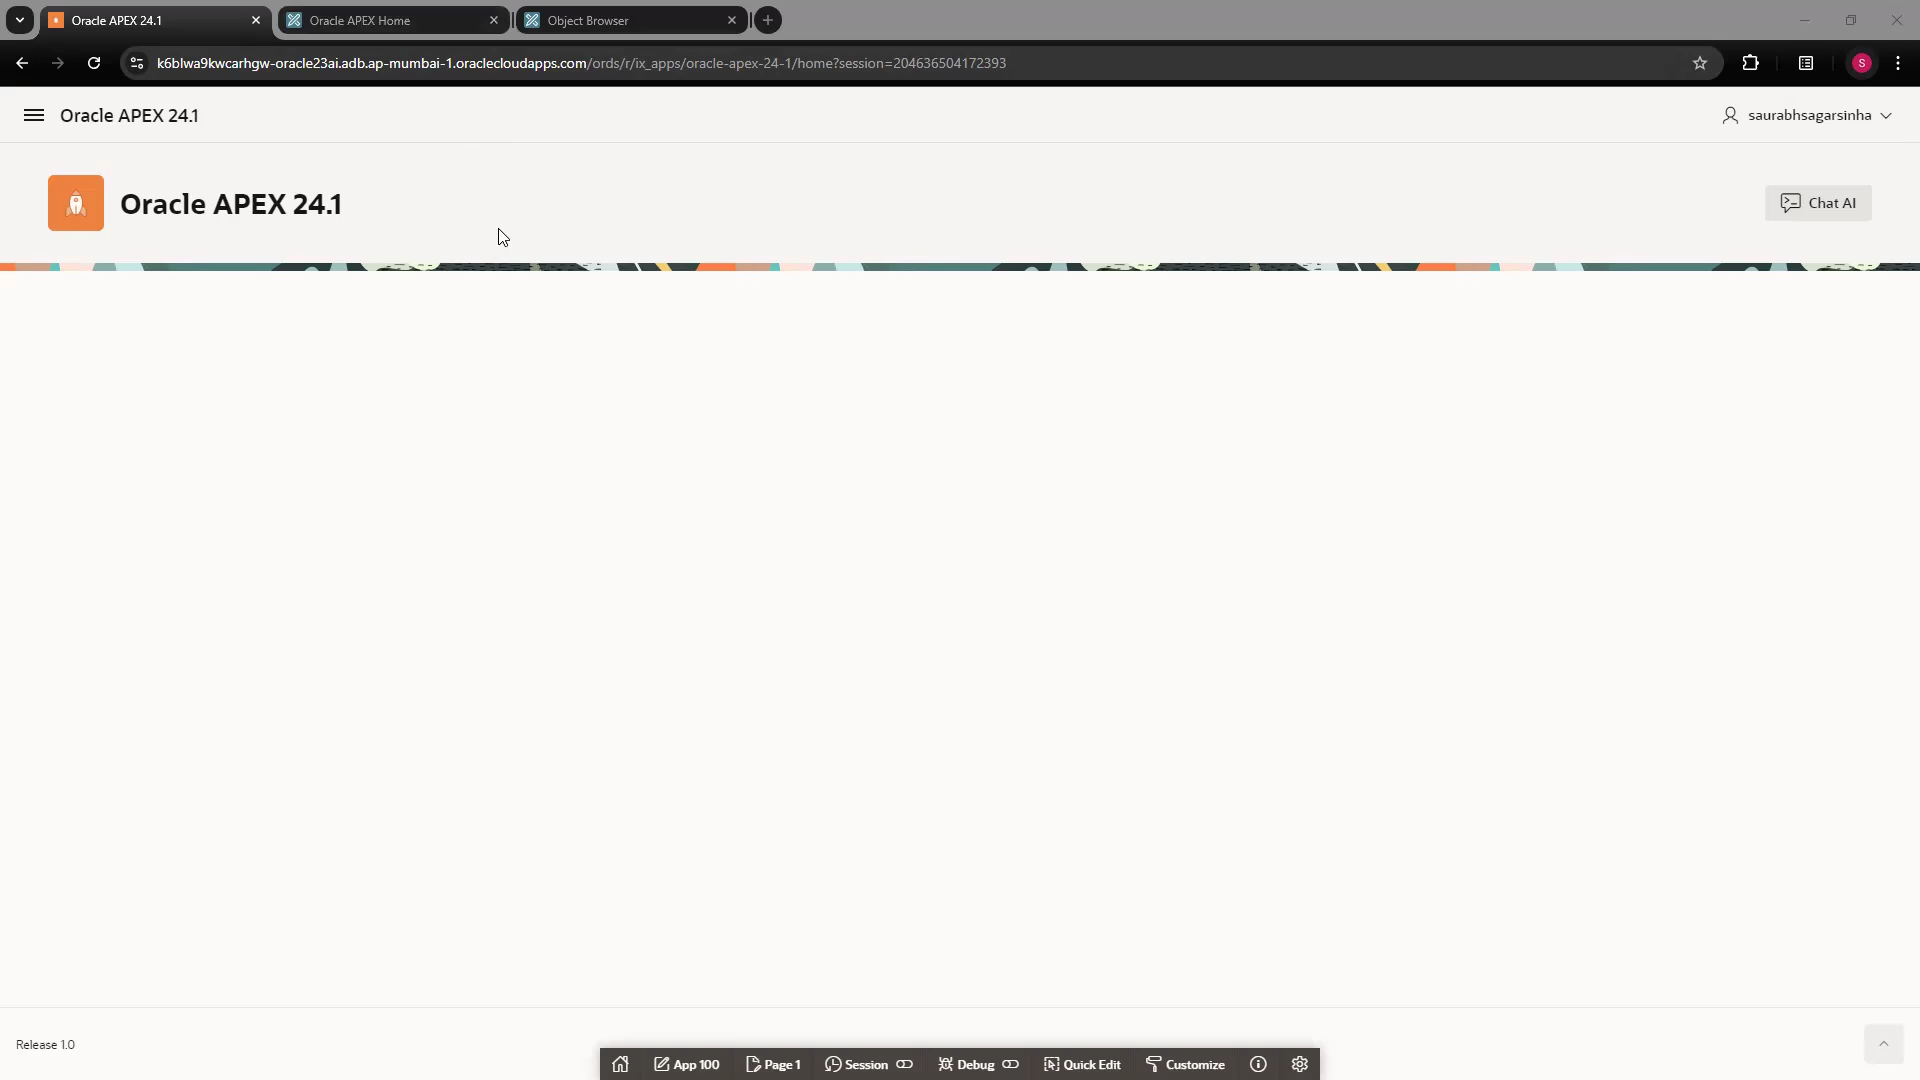 Oracle APEX 24.1
Oracle APEX Home
Object Browser
k6blwa9kwcarhgw-oracle23ai.adb.ap-mumbai-1.oraclecloudapps.com/ords/r/ix_apps/oracle-apex-24-1/home?session=204636504172393
S
Oracle APEX 24.1
saurabhsagarsinha
Oracle APEX 24.1
Chat AI
Release 1.0
App 100
Page 1
Session
Debug
Quick Edit
Customize